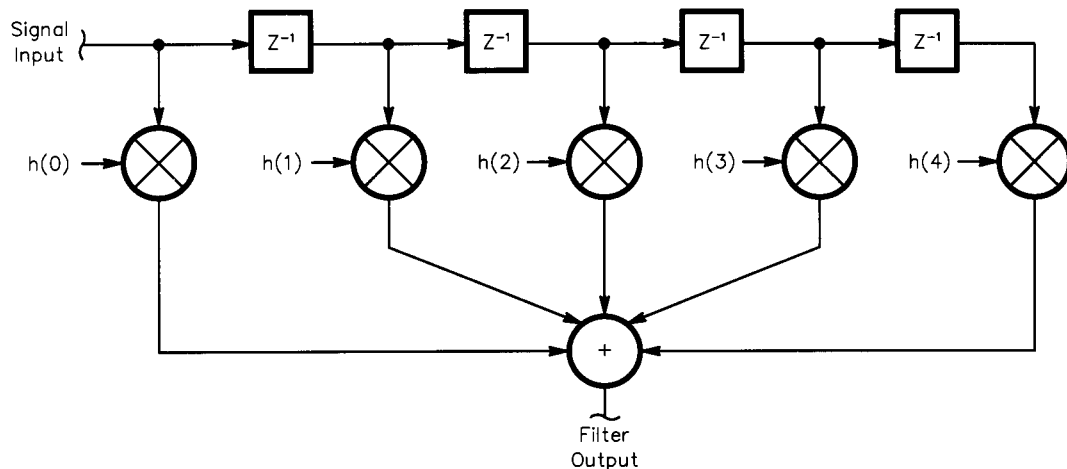 Signal
Input
Z⁻¹
Z⁻¹
Z⁻¹
Z⁻¹
h(0)
h(1)
h(2)
h(3)
h(4)
+
Filter
Output